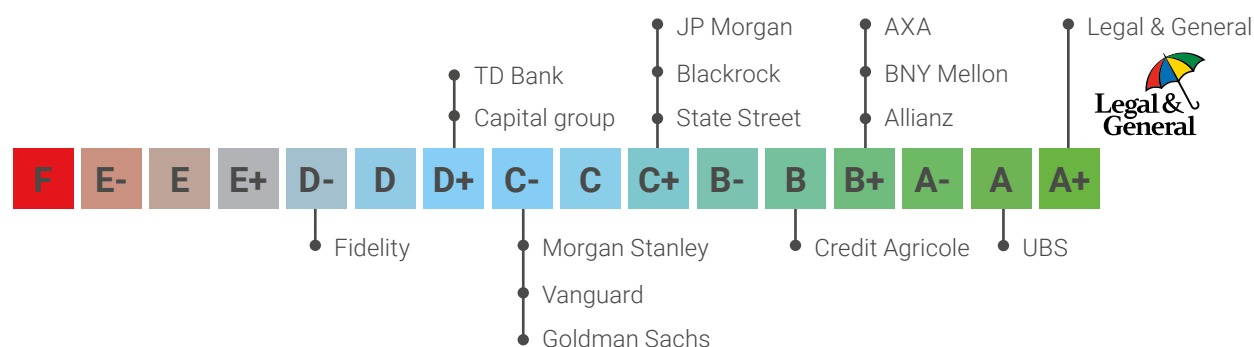 JP Morgan
AXA
Legal & General
TD Bank
Blackrock
BNY Mellon
Capital group
State Street
Allianz
Legal &
General
F E- E E+ D- D D+ C- C C+ B- B B+ A- A A+
Fidelity
Morgan Stanley
Credit Agricole
UBS
Vanguard
Goldman Sachs